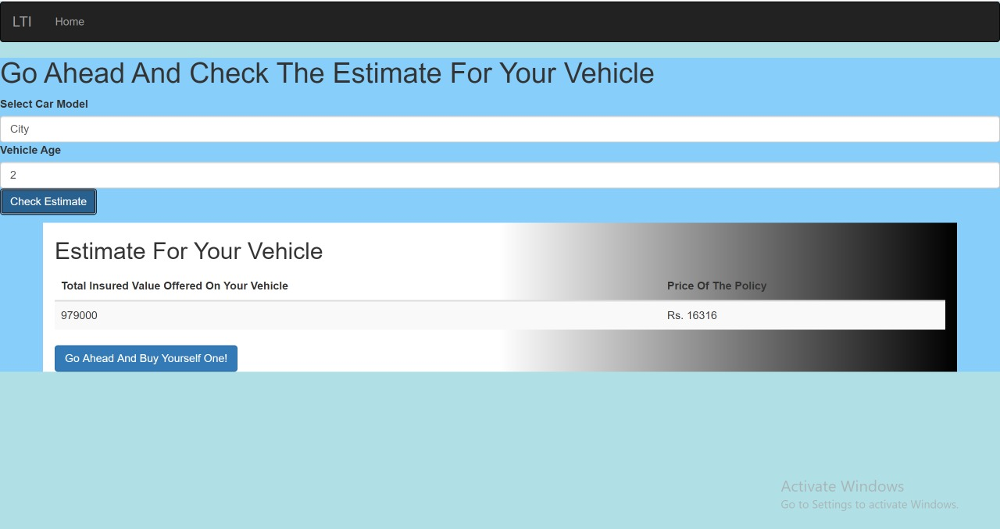 LTI Home
Go Ahead And Check The Estimate For Your Vehicle
Select Car Model
City
Vehicle Age
2
Check Estimate
Estimate For Your Vehicle
Total Insured Value Offered On Your Vehicle Price Of The Policy
979000 Rs. 16316
Go Ahead And Buy Yourself One!
Activate Windows
Go to Settings to activate Windows.